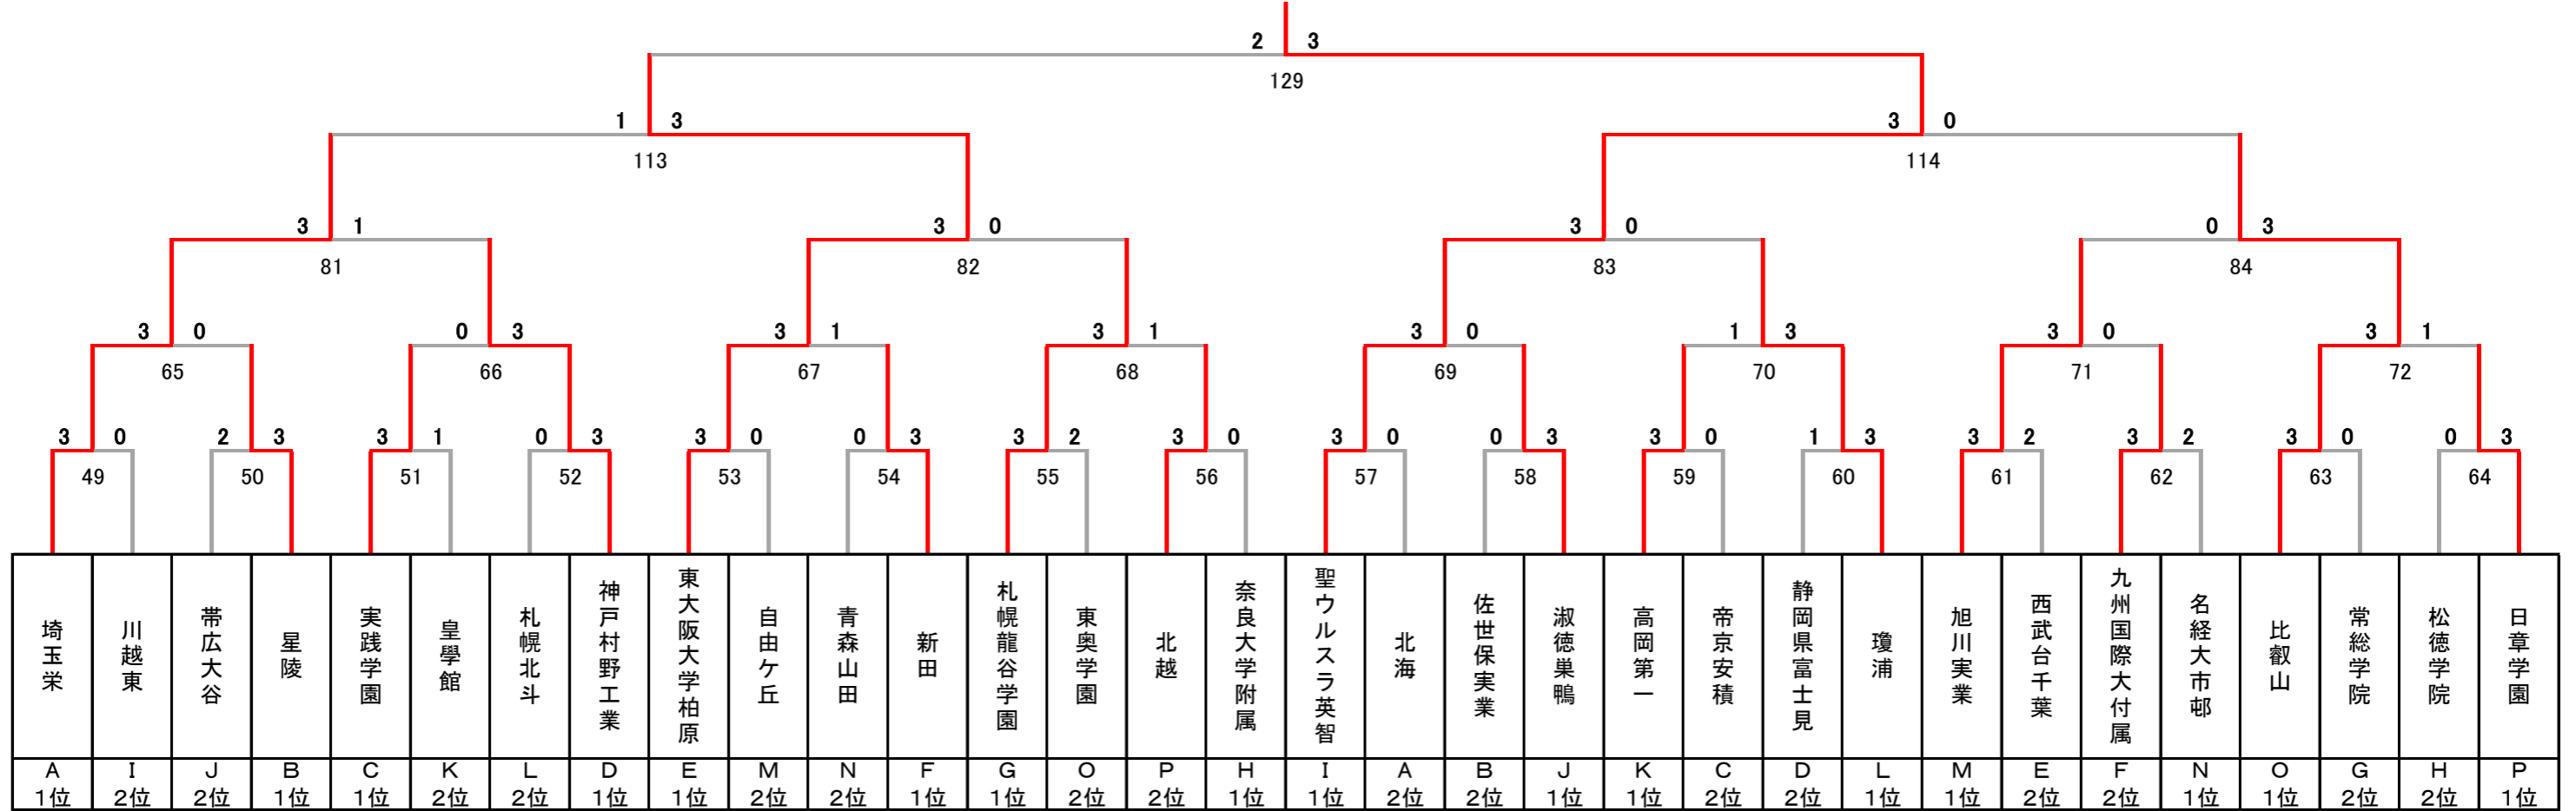 2 3
129
1 3 3 0
113 114
3 1 3 0 3 0 0 3
81 82 83 84
3 0 0 3 3 1 3 1 3 0 1 3 3 0 3 1
65 66 67 68 69 70 71 72
3 0 2 3 3 1 0 3 3 0 0 3 3 2 3 0 3 0 0 3 3 0 1 3 3 2 3 2 3 0 0 3
49 50 51 52 53 54 55 56 57 58 59 60 61 62 63 64
埼玉栄
川越東
帯広大谷
星陵
実践学園
皇學館
札幌北斗
神戸村野工業
東大阪大学柏原
自由ケ丘
青森山田
新田
札幌龍谷学園
東奥学園
北越
奈良大学附属
聖ウルスラ英智
北海
佐世保実業
淑徳巣鴨
高岡第一
帝京安積
静岡県富士見
瓊浦
旭川実業
西武台千葉
九州国際大付属
名経大市邨
比叡山
常総学院
松徳学院
日章学園
A I J B C K L D E M N F G O P H I A B J K C D L M E F N O G H P
1位 2位 2位 1位 1位 2位 2位 1位 1位 2位 2位 1位 1位 2位 2位 1位 1位 2位 2位 1位 1位 2位 2位 1位 1位 2位 2位 1位 1位 2位 2位 1位